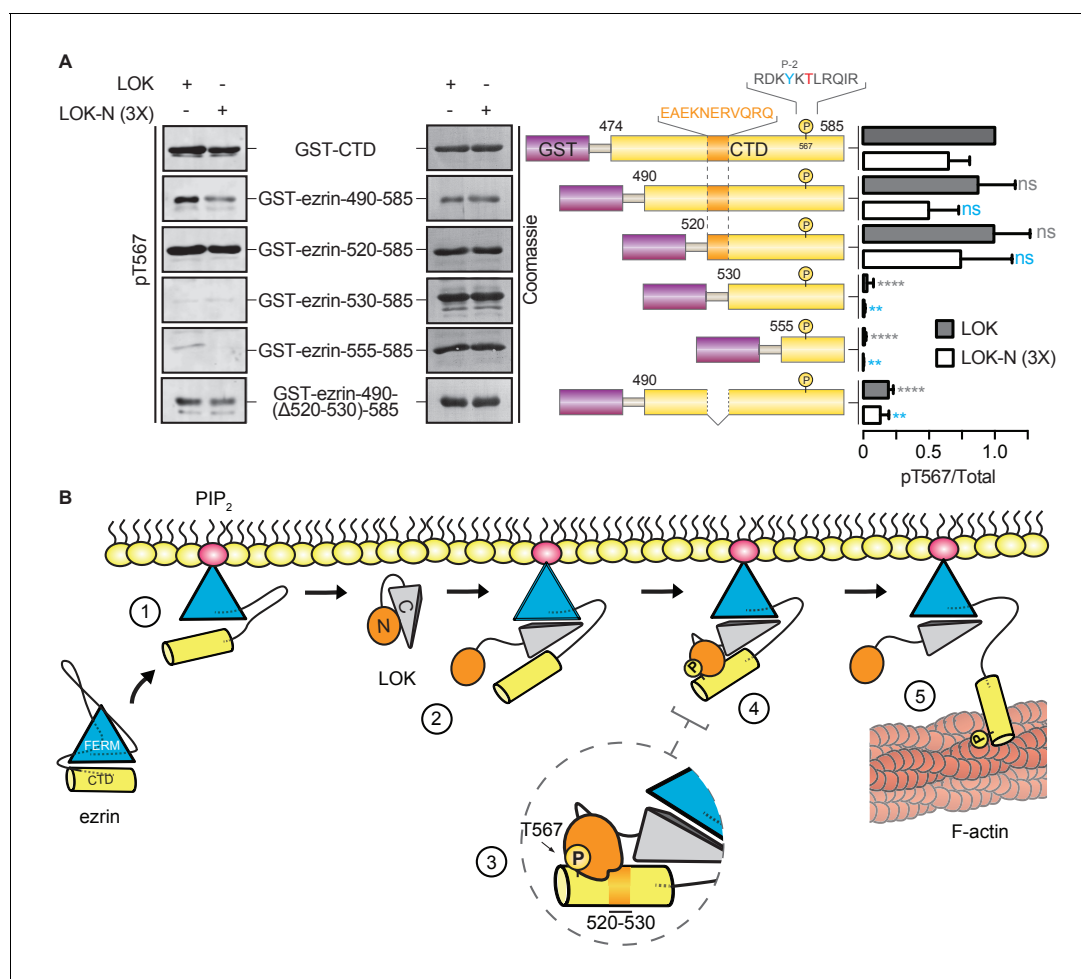 A
LOK + - + -
LOK-N (3X) - + - +
pT567
Coomassie
GST-CTD
GST-ezrin-490-585
GST-ezrin-520-585
GST-ezrin-530-585
GST-ezrin-555-585
GST-ezrin-490-
(Δ520-530)-585
P-2
RDKYKTLRQIR
EAEKNERVQRQ
474 P 585
GST CTD 567
490 P
520 P
530 P
555 P
490 P
ns
ns
ns
ns
****
**
****
**
****
**
LOK
LOK-N (3X)
0 0.5 1.0
pT567/Total
B
PIP2
1
FERM
CTD
ezrin
N C
LOK
2
P
4
5
P
F-actin
3
T567
P
520-530